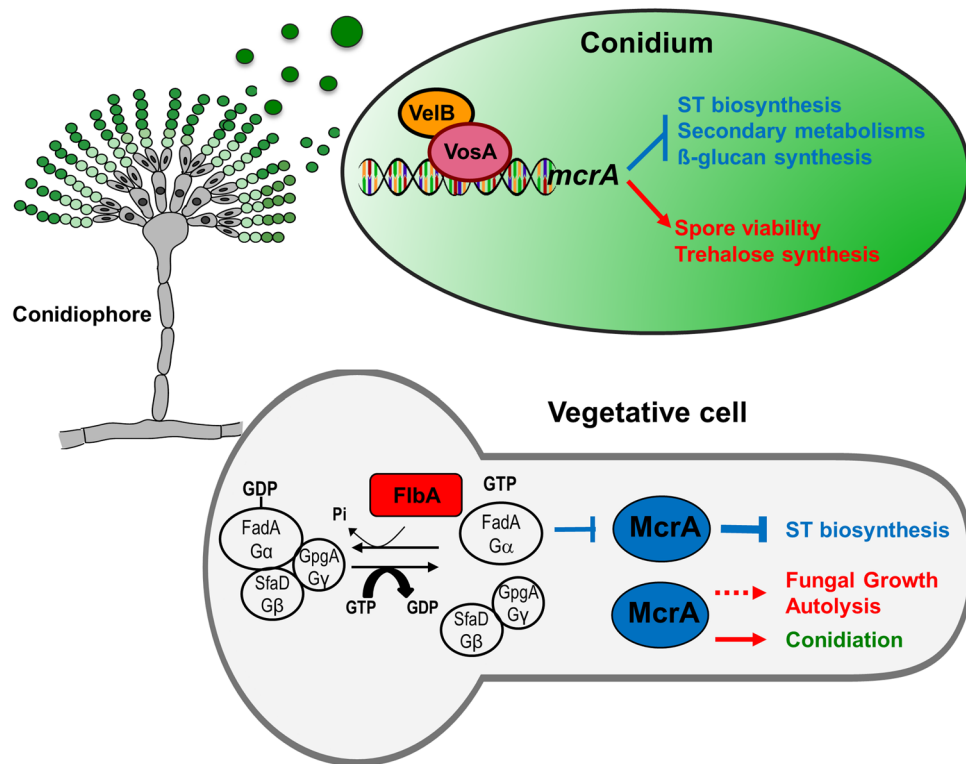 Conidium
VelB
VosA
mcrA
ST biosynthesis
Secondary metabolisms
ß-glucan synthesis
Spore viability
Trehalose synthesis
Conidiophore
Vegetative cell
GDP
FadA
Gα
SfaD
Gβ
GpgA
Gγ
Pi
FlbA
GTP
GDP
GTP
FadA
Gα
GpgA
Gγ
SfaD
Gβ
McrA
ST biosynthesis
McrA
Fungal Growth
Autolysis
Conidiation